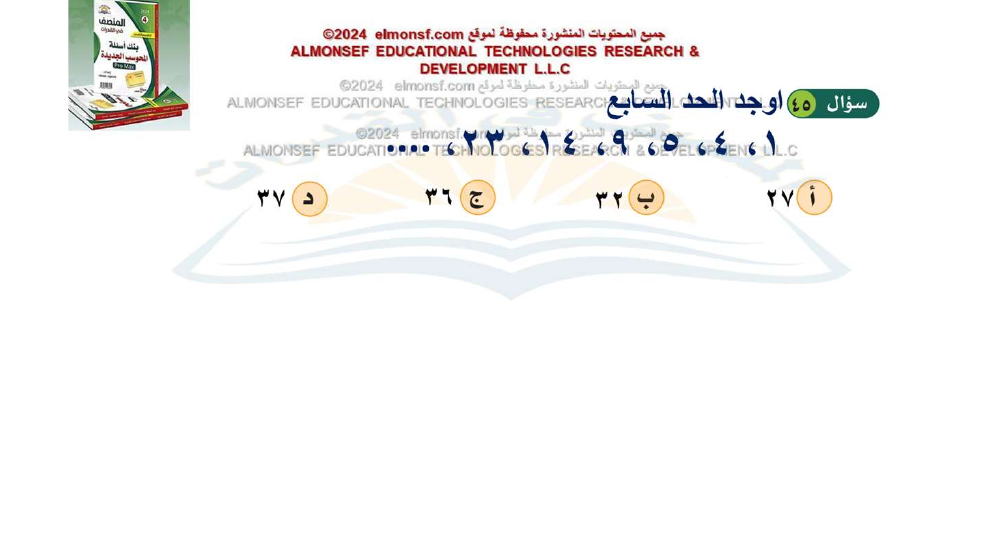 2024
4
المنصف
في القدرات
بنك أسئلة
المحوسب الجديدة
Pro Max
جميع المحتويات المنشورة محفوظة لموقع elmonsf.com ©2024
ALMONSEF EDUCATIONAL TECHNOLOGIES RESEARCH &
DEVELOPMENT L.L.C
جميع المحتويات المنشورة محفوظة لموقع elmonsf.com ©2024
ALMONSEF EDUCATIONAL TECHNOLOGIES RESEARCH & DEVELOPMENT L.L.C
سؤال ٤٥ اوجد الحد السابع
جميع المحتويات المنشورة محفوظة لموقع elmonsf.com ©2024
ALMONSEF EDUCATIONAL TECHNOLOGIES RESEARCH & DEVELOPMENT L.L.C
١، ٤، ٥، ٩، ١٤، ٢٣، ....
أ ٢٧ ب ٣٢ ج ٣٦ د ٣٧